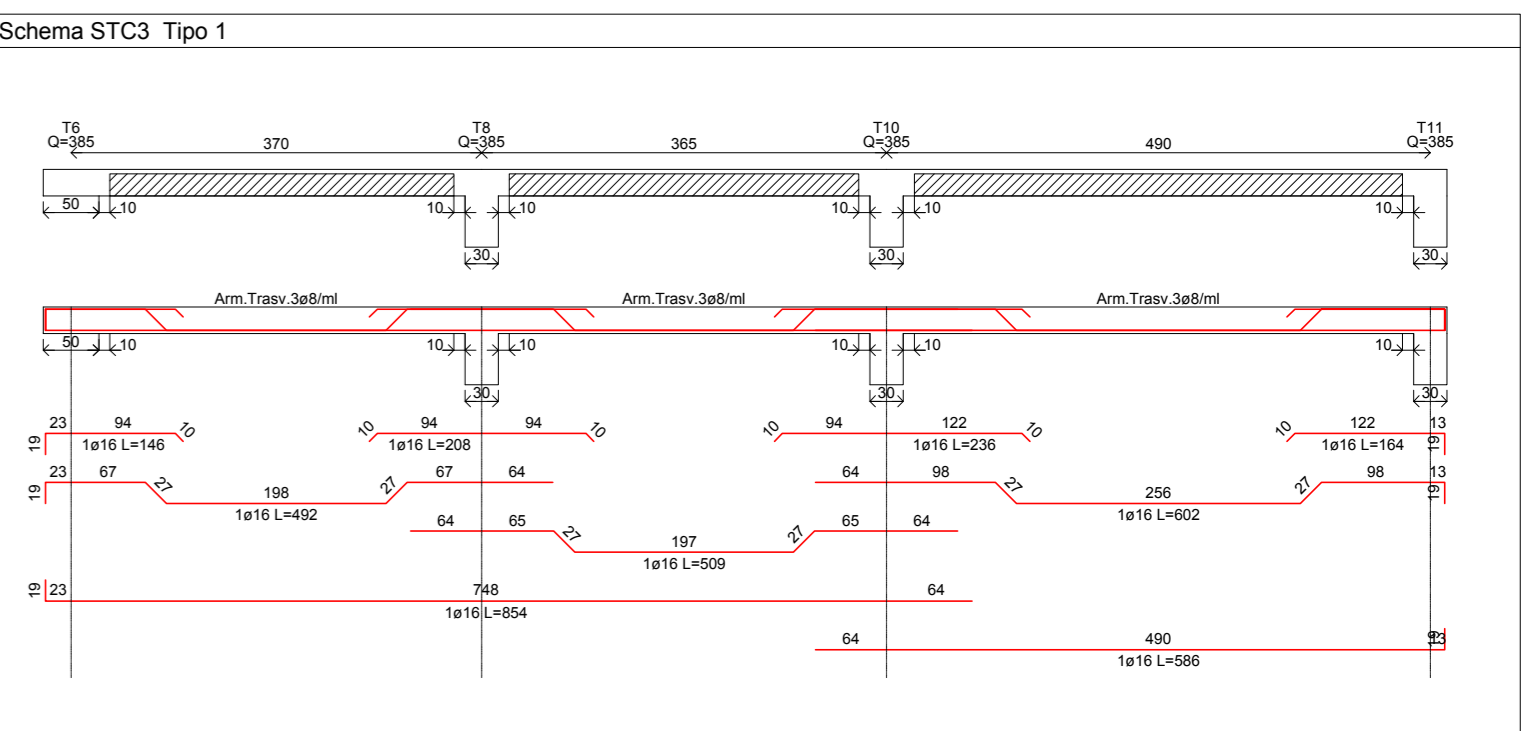 Schema STC3 Tipo 1
T6 T8 T10 T11
Q=385 370 Q=385 365 Q=385 490 Q=385
50 10 10 10 10 10 10
30 30 30
Arm.Trasv.3ø8/ml Arm.Trasv.3ø8/ml Arm.Trasv.3ø8/ml
50 10 10 10 10 10 10
30 30 30
23 94 10 10 94 94 10 10 94 122 10 10 122 13
19 1ø16 L=146 1ø16 L=208 1ø16 L=236 1ø16 L=164 19
23 67 67 64 64 98 98 13
19 27 198 27 27 256 27 19
1ø16 L=492 1ø16 L=602
64 65 65 64
27 197 27
1ø16 L=509
19 23 748 64
1ø16 L=854
64 490 19 13
1ø16 L=586